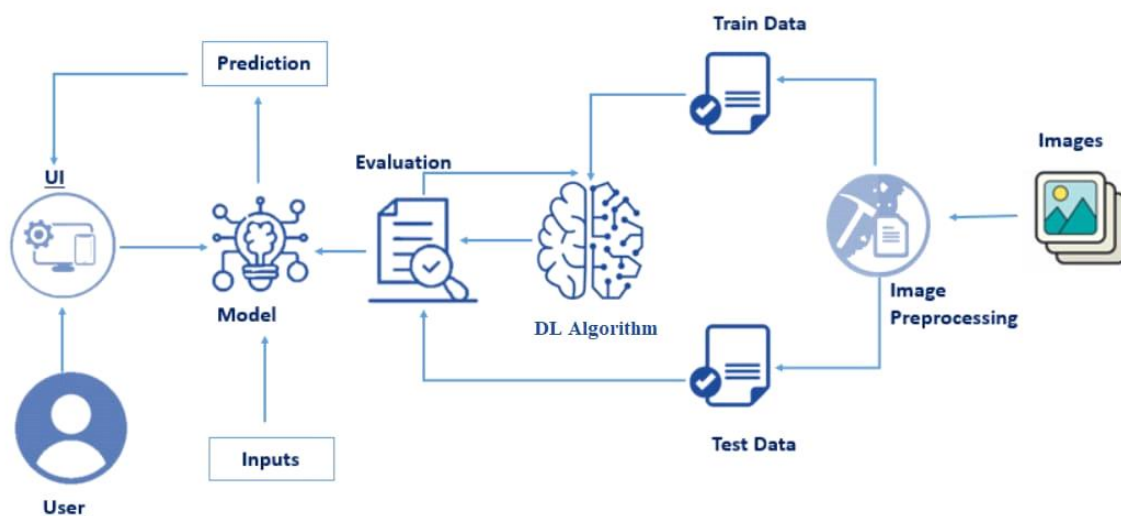 Train Data
Prediction
Images
Evaluation
UI
Image
Preprocessing
Model
DL Algorithm
Test Data
Inputs
User